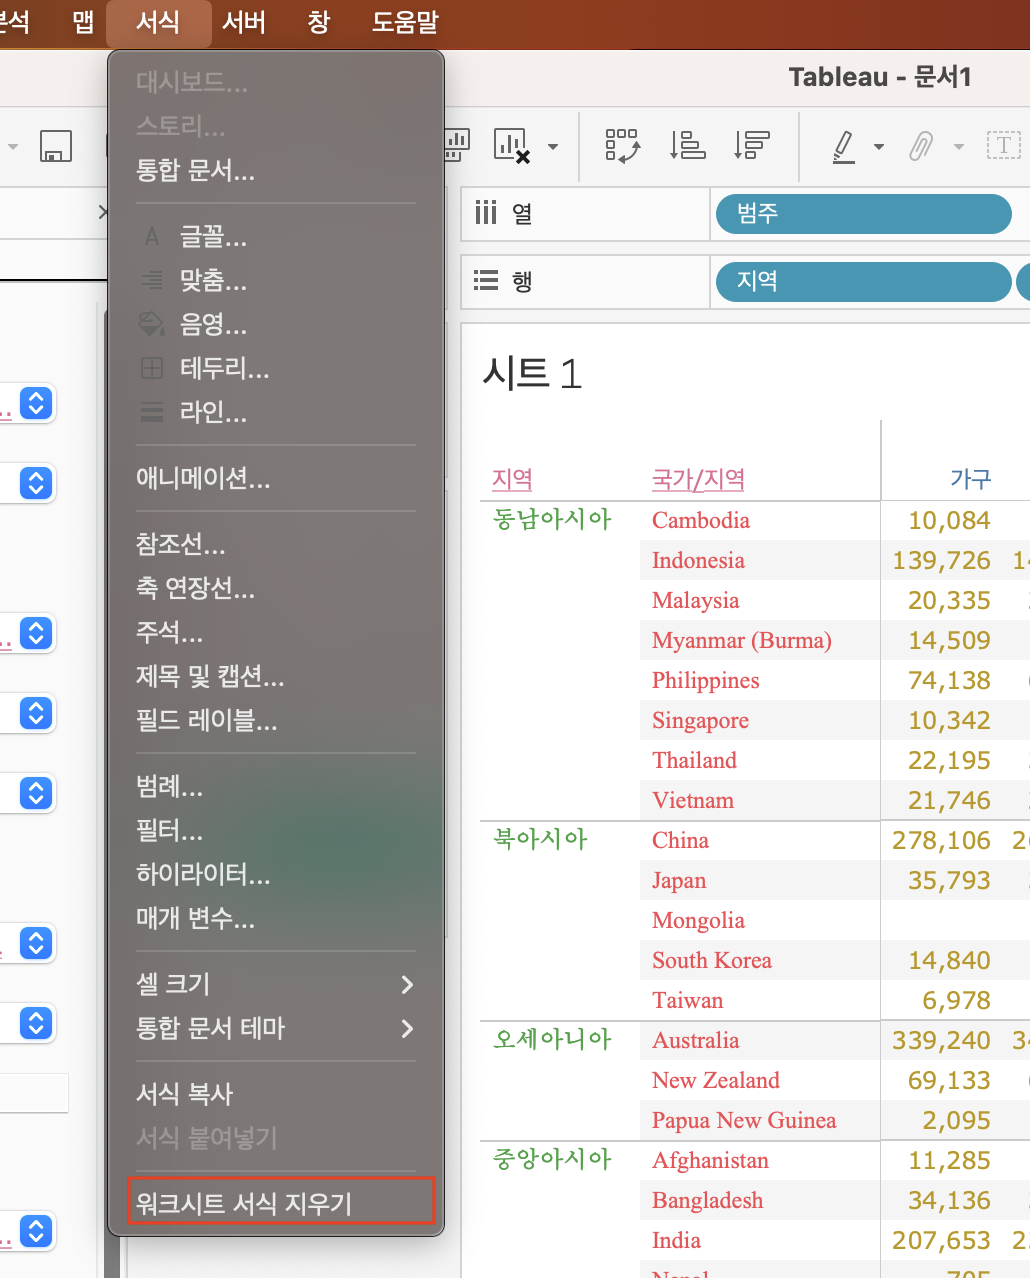 맵 서식 서버 창 도움말
Tableau - 문서1
대시보드...
스토리...
통합 문서...
글꼴...
맞춤...
음영...
테두리...
라인...
애니메이션...
참조선...
축 연장선...
주석...
제목 및 캡션...
필드 레이블...
범례...
필터...
하이라이터...
매개 변수...
셀 크기
통합 문서 테마
서식 복사
서식 붙여넣기
워크시트 서식 지우기
열 범주
행 지역
시트 1
지역 국가/지역 가구
동남아시아 Cambodia 10,084
Indonesia 139,726
Malaysia 20,335
Myanmar (Burma) 14,509
Philippines 74,138
Singapore 10,342
Thailand 22,195
Vietnam 21,746
북아시아 China 278,106
Japan 35,793
Mongolia
South Korea 14,840
Taiwan 6,978
오세아니아 Australia 339,240
New Zealand 69,133
Papua New Guinea 2,095
중앙아시아 Afghanistan 11,285
Bangladesh 34,136
India 207,653